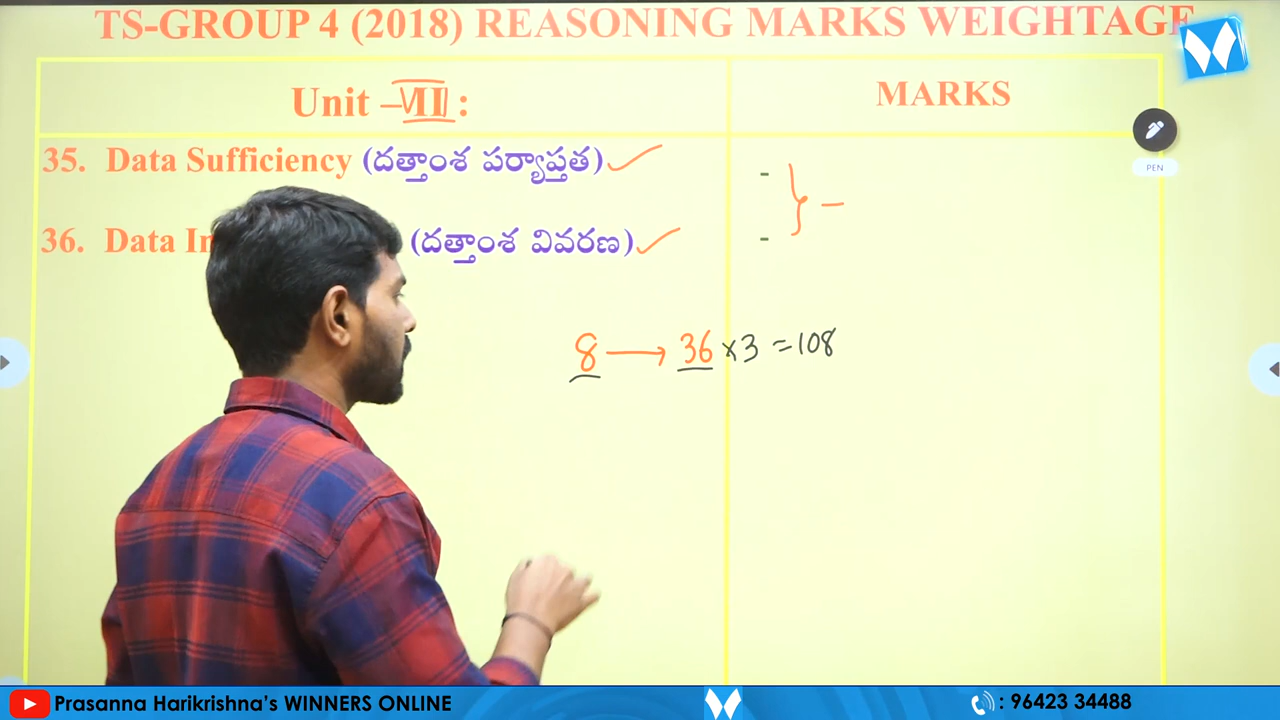 TS-GROUP 4 (2018) REASONING MARKS WEIGHTAGE
Unit –VIII :
MARKS
35. Data Sufficiency (దత్తాంశ పర్యాప్తత) -
36. Data In (దత్తాంశ వివరణ) -
PEN
8 → 36 × 3 = 108
Prasanna Harikrishna's WINNERS ONLINE
: 96423 34488